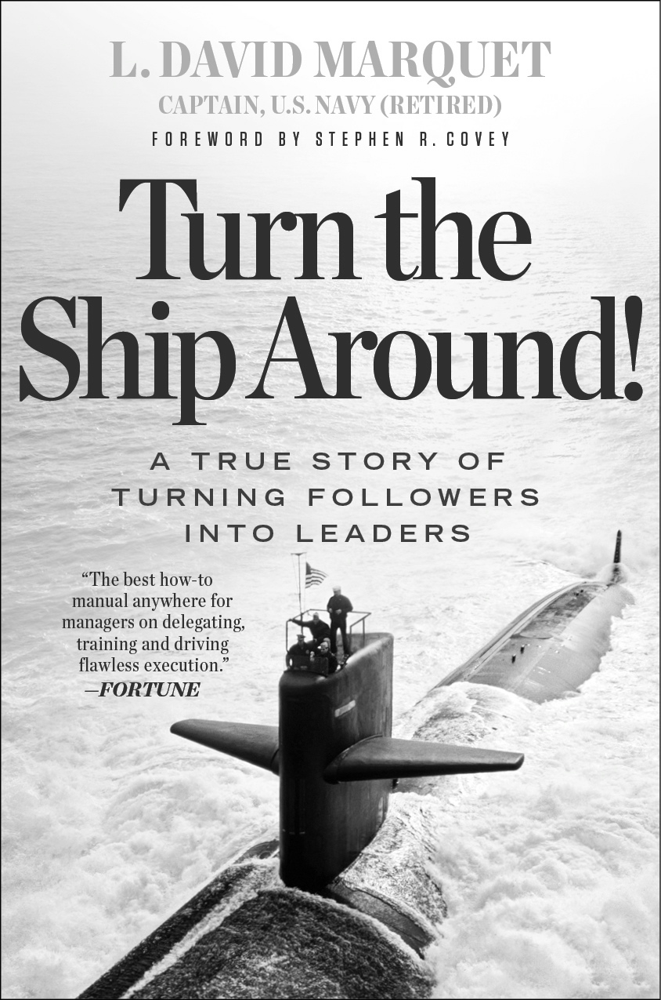 L. DAVID MARQUET
CAPTAIN, U.S. NAVY (RETIRED)
FOREWORD BY STEPHEN R. COVEY
Turn the
Ship Around!
A TRUE STORY OF
TURNING FOLLOWERS
INTO LEADERS
“The best how-to
manual anywhere for
managers on delegating,
training and driving
flawless execution.”
—FORTUNE